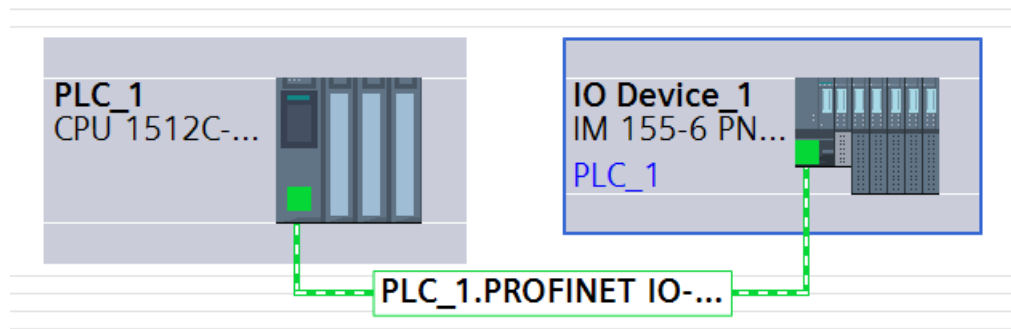 PLC_1
CPU 1512C-...
IO Device_1
IM 155-6 PN...
PLC_1
PLC_1.PROFINET IO-...